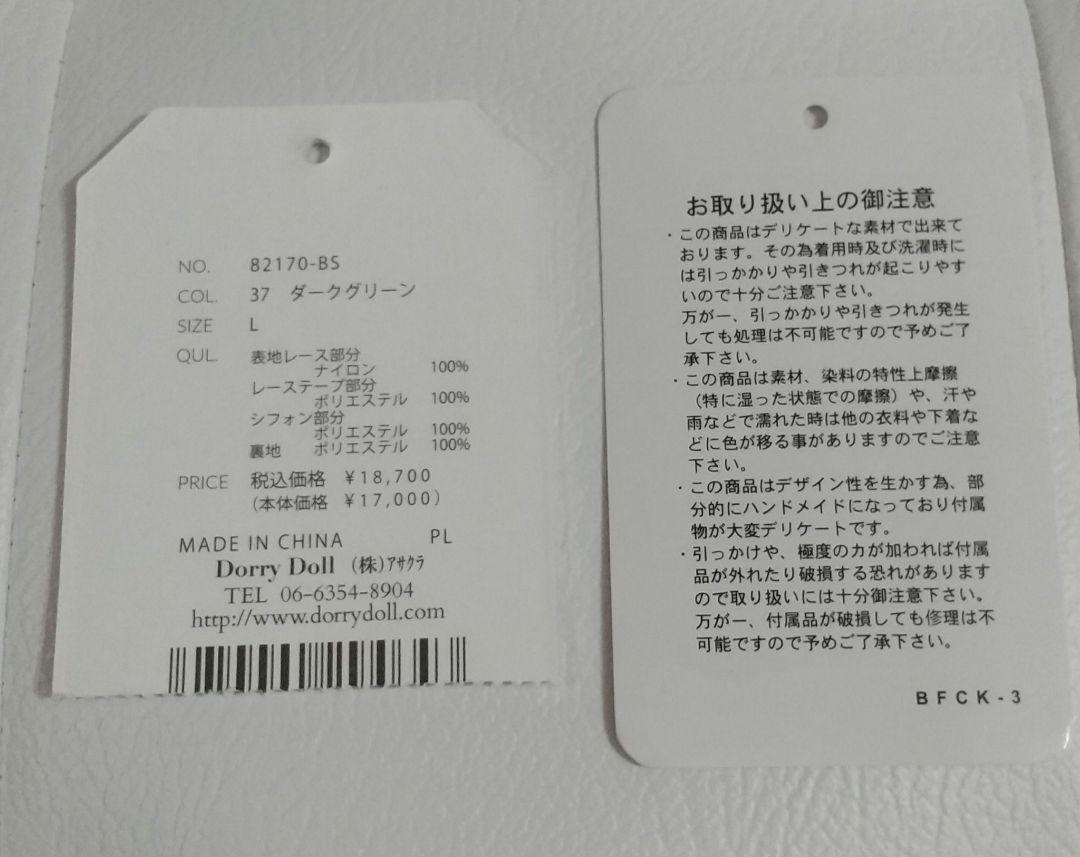 NO. 82170-BS
COL. 37 ダークグリーン
SIZE L
QUL. 表地レース部分
ナイロン 100%
レーステープ部分
ポリエステル 100%
シフォン部分
ポリエステル 100%
裏地 ポリエステル 100%
PRICE 税込価格 ¥18,700
(本体価格 ¥17,000)
MADE IN CHINA PL
Dorry Doll (株)アサクラ
TEL 06-6354-8904
http://www.dorrydoll.com
お取り扱い上の御注意
・この商品はデリケートな素材で出来て
おります。その為着用時及び洗濯時に
は引っかかりや引きつれが起こりやす
いので十分ご注意下さい。
万が一、引っかかりや引きつれが発生
しても処理は不可能ですので予めご了
承下さい。
・この商品は素材、染料の特性上摩擦
（特に湿った状態での摩擦）や、汗や
雨などで濡れた時は他の衣料や下着な
どに色が移る事がありますのでご注意
下さい。
・この商品はデザイン性を生かす為、部
分的にハンドメイドになっており付属
物が大変デリケートです。
・引っかけや、極度の力が加われば付属
品が外れたり破損する恐れがあります
ので取り扱いには十分御注意下さい。
万が一、付属品が破損しても修理は不
可能ですので予めご了承下さい。
BFCK-3